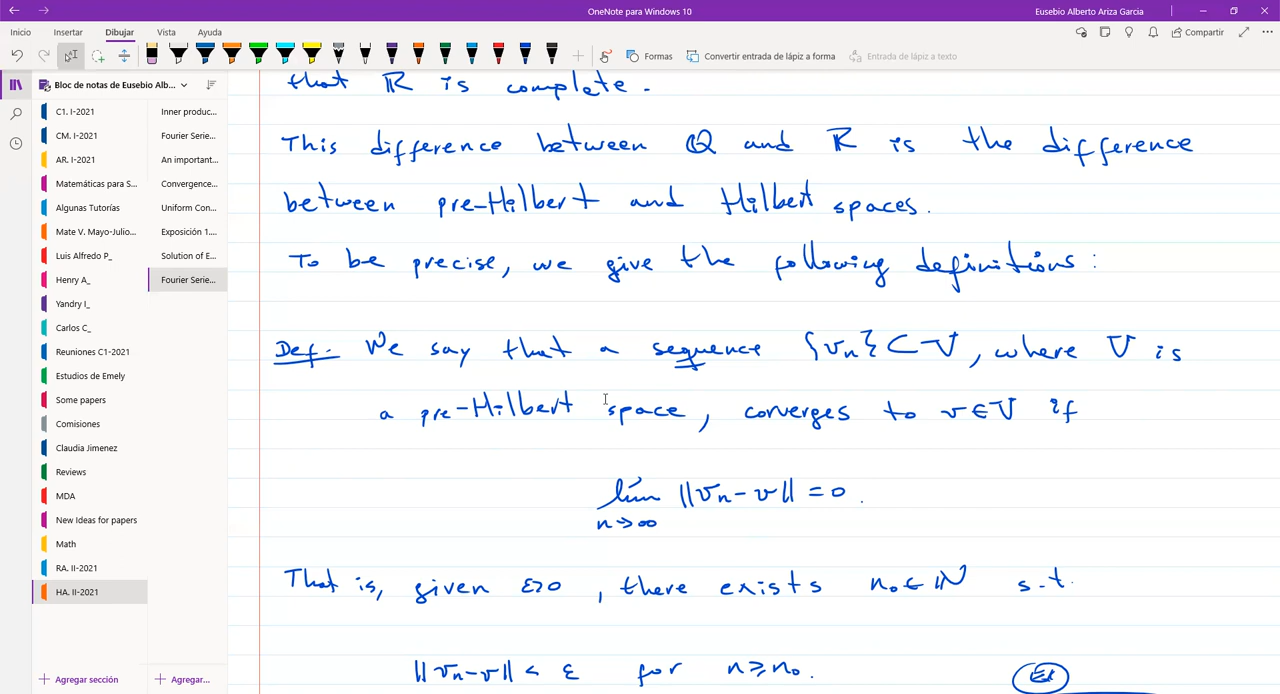 OneNote para Windows 10
Eusebio Alberto Ariza Garcia
Inicio Insertar Dibujar Vista Ayuda
Compartir
Formas
Convertir entrada de lápiz a forma
Entrada de lápiz a texto
Bloc de notas de Eusebio Alb...
C1. I-2021
CM. I-2021
AR. I-2021
Matemáticas para S...
Algunas Tutorías
Mate V. Mayo-Julio...
Luis Alfredo P_
Henry A_
Yandry I_
Carlos C_
Reuniones C1-2021
Estudios de Emely
Some papers
Comisiones
Claudia Jimenez
Reviews
MDA
New Ideas for papers
Math
RA. II-2021
HA. II-2021
Agregar sección
Inner produc...
Fourier Serie...
An important...
Convergence...
Uniform Con...
Exposición 1....
Solution of E...
Fourier Serie...
Agregar...
that ℝ is complete.
This difference between ℚ and ℝ is the difference
between pre-Hilbert and Hilbert spaces.
To be precise, we give the following definitions:
Def.- We say that a sequence {vn} ⊂ V, where V is
a pre-Hilbert space, converges to v ∈ V if
lím ||vn - v|| = 0.
n→∞
That is, given ε>0, there exists n₀ ∈ ℕ s.t.
||vn - v|| < ε for n ≥ n₀.